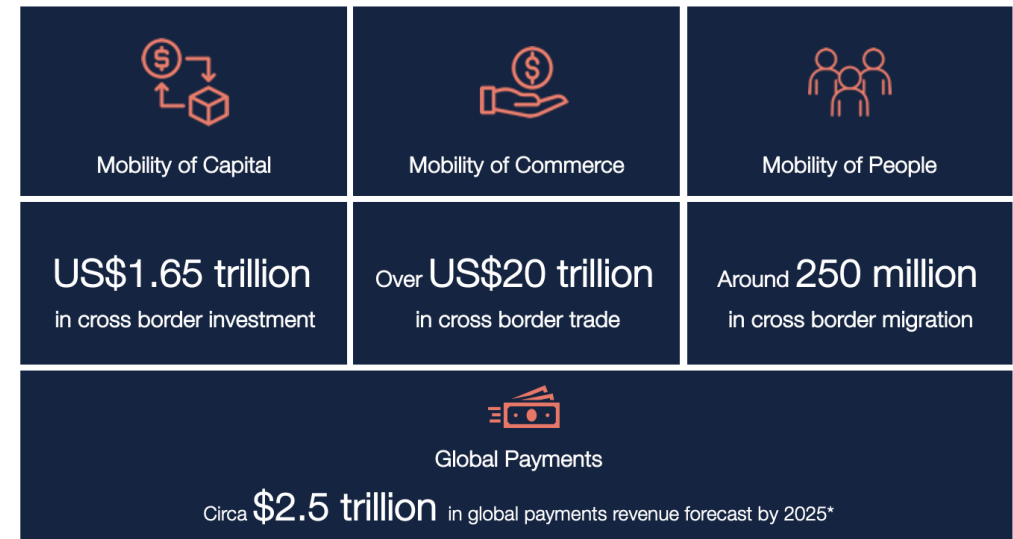 Mobility of Capital
Mobility of Commerce
Mobility of People
US$1.65 trillion
in cross border investment
Over US$20 trillion
in cross border trade
Around 250 million
in cross border migration
Global Payments
Circa $2.5 trillion in global payments revenue forecast by 2025*